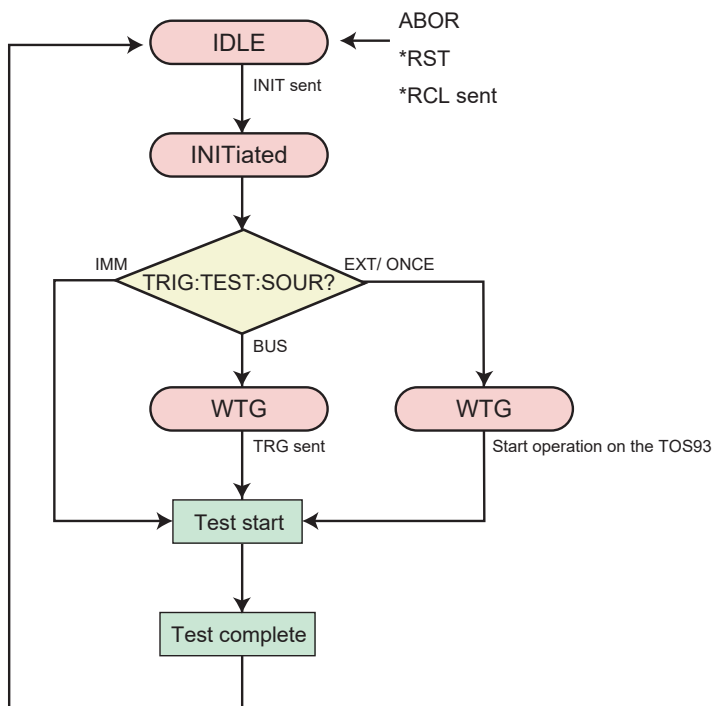 ABOR
IDLE
*RST
INIT sent
*RCL sent
INITiated
IMM
EXT/ ONCE
TRIG:TEST:SOUR?
BUS
WTG
WTG
TRG sent
Start operation on the TOS93
Test start
Test complete